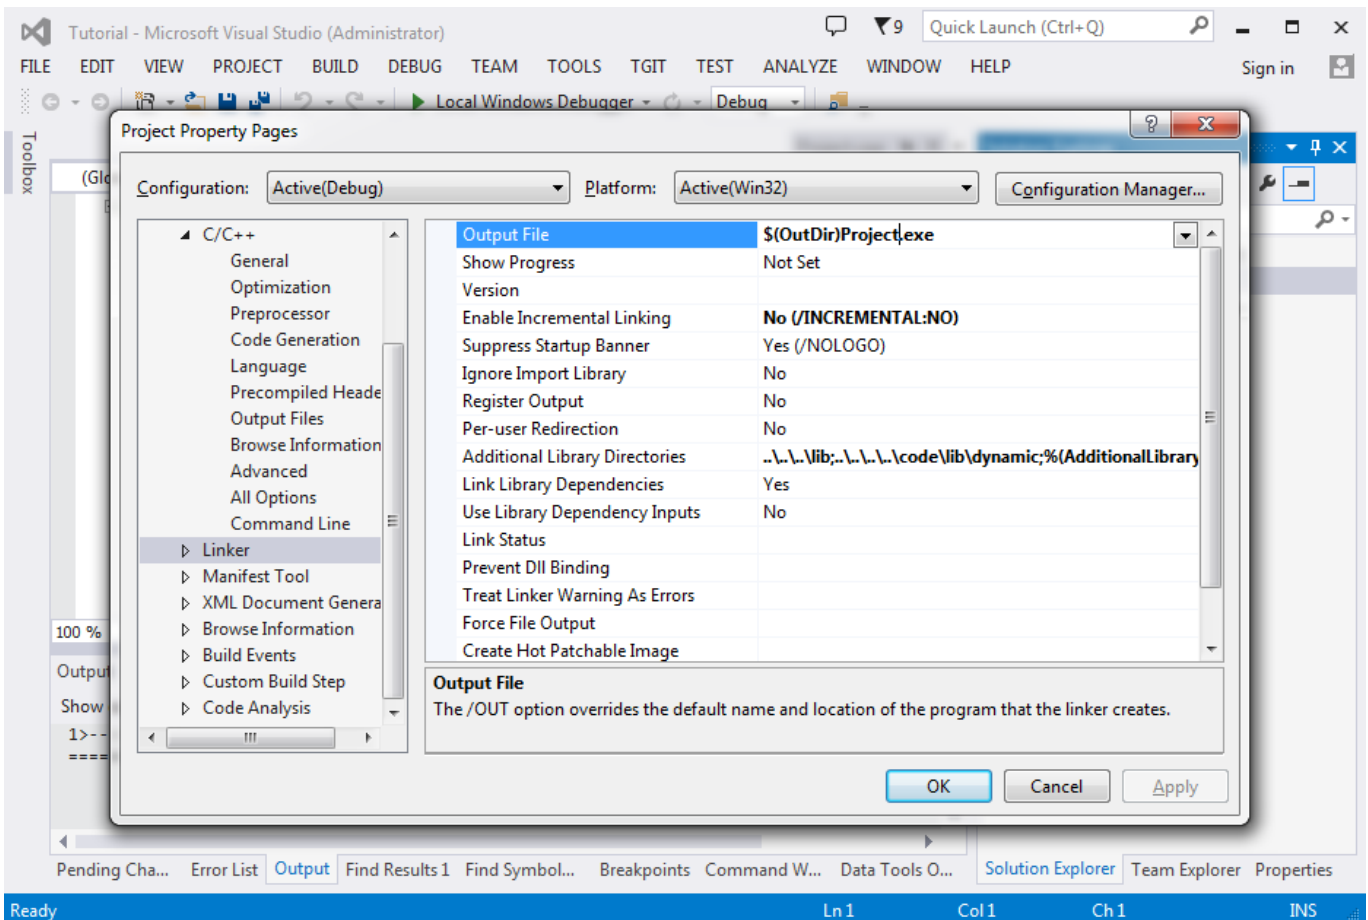 Tutorial - Microsoft Visual Studio (Administrator)
9
Quick Launch (Ctrl+Q)
FILE EDIT VIEW PROJECT BUILD DEBUG TEAM TOOLS TGIT TEST ANALYZE WINDOW HELP
Sign in
Local Windows Debugger
Debug
Toolbox
Project Property Pages
(Glo
Configuration:
Active(Debug)
Platform:
Active(Win32)
Configuration Manager...
C/C++
General
Optimization
Preprocessor
Code Generation
Language
Precompiled Heade
Output Files
Browse Information
Advanced
All Options
Command Line
Linker
Manifest Tool
XML Document Genera
Browse Information
Build Events
Custom Build Step
Code Analysis
Output File $(OutDir)Project.exe
Show Progress Not Set
Version
Enable Incremental Linking No (/INCREMENTAL:NO)
Suppress Startup Banner Yes (/NOLOGO)
Ignore Import Library No
Register Output No
Per-user Redirection No
Additional Library Directories ..\..\..\lib;..\..\..\..\code\lib\dynamic;%(AdditionalLibrary
Link Library Dependencies Yes
Use Library Dependency Inputs No
Link Status
Prevent Dll Binding
Treat Linker Warning As Errors
Force File Output
Create Hot Patchable Image
Output File
The /OUT option overrides the default name and location of the program that the linker creates.
OK Cancel Apply
100 %
Output
Show
1>--
====
Pending Cha... Error List Output Find Results 1 Find Symbol... Breakpoints Command W... Data Tools O...
Solution Explorer Team Explorer Properties
Ready Ln 1 Col 1 Ch 1 INS